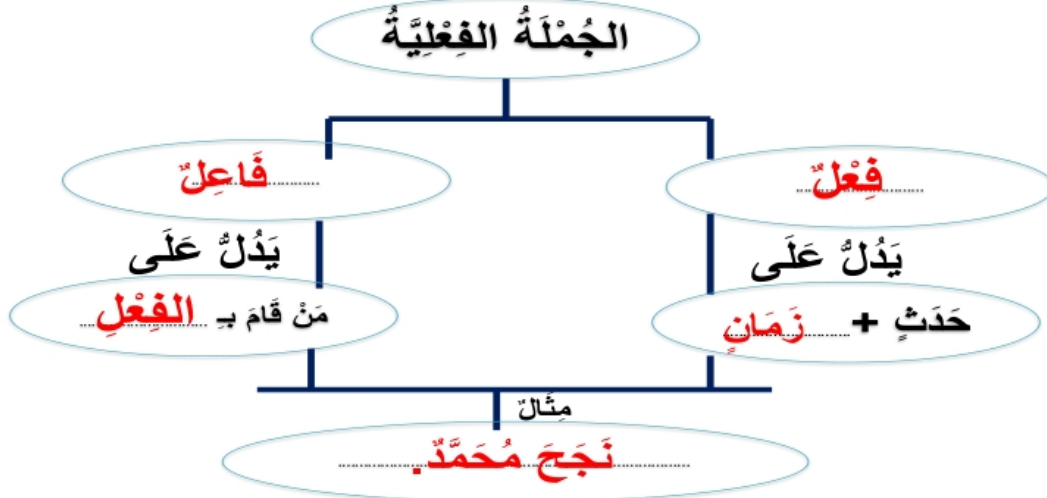 الجُمْلَةُ الفِعْلِيَّةُ
فِعْلٌ
فَاعِلٌ
يَدُلُّ عَلَى
يَدُلُّ عَلَى
حَدَثٍ + زَمَانٍ
مَنْ قَامَ بِـ الفِعْلِ
مِثَالٌ
نَجَحَ مُحَمَّدٌ.